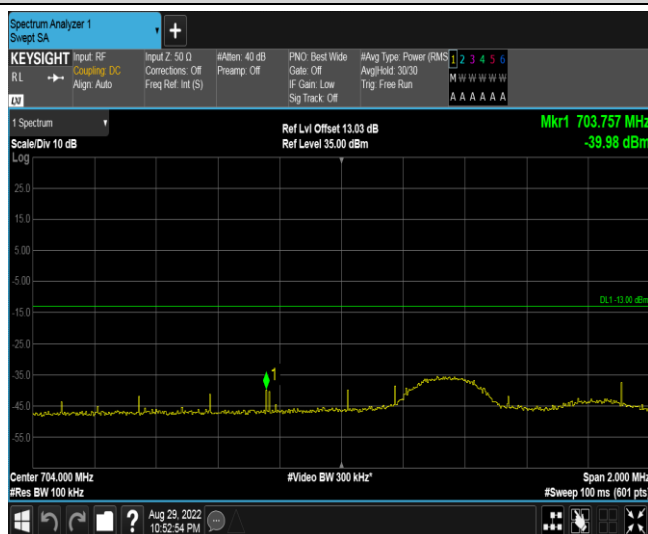 Spectrum Analyzer 1
Swept SA
+
KEYSIGHT
RL
LXI
Input: RF
Coupling: DC
Align: Auto
Input Z: 50 Ω
Corrections: Off
Freq Ref: Int (S)
#Atten: 40 dB
Preamp: Off
PNO: Best Wide
Gate: Off
IF Gain: Low
Sig Track: Off
#Avg Type: Power (RMS
Avg|Hold: 30/30
Trig: Free Run
1 2 3 4 5 6
M W W W W W
A A A A A A
1 Spectrum
Scale/Div 10 dB
Ref Lvl Offset 13.03 dB
Ref Level 35.00 dBm
Mkr1 703.757 MHz
-39.98 dBm
Log
25.0
15.0
5.00
-5.00
-15.0
-25.0
-35.0
-45.0
-55.0
DL1 -13.00 dBm
1
Center 704.000 MHz
#Res BW 100 kHz
#Video BW 300 kHz*
Span 2.000 MHz
#Sweep 100 ms (601 pts)
?
Aug 29, 2022
10:52:54 PM